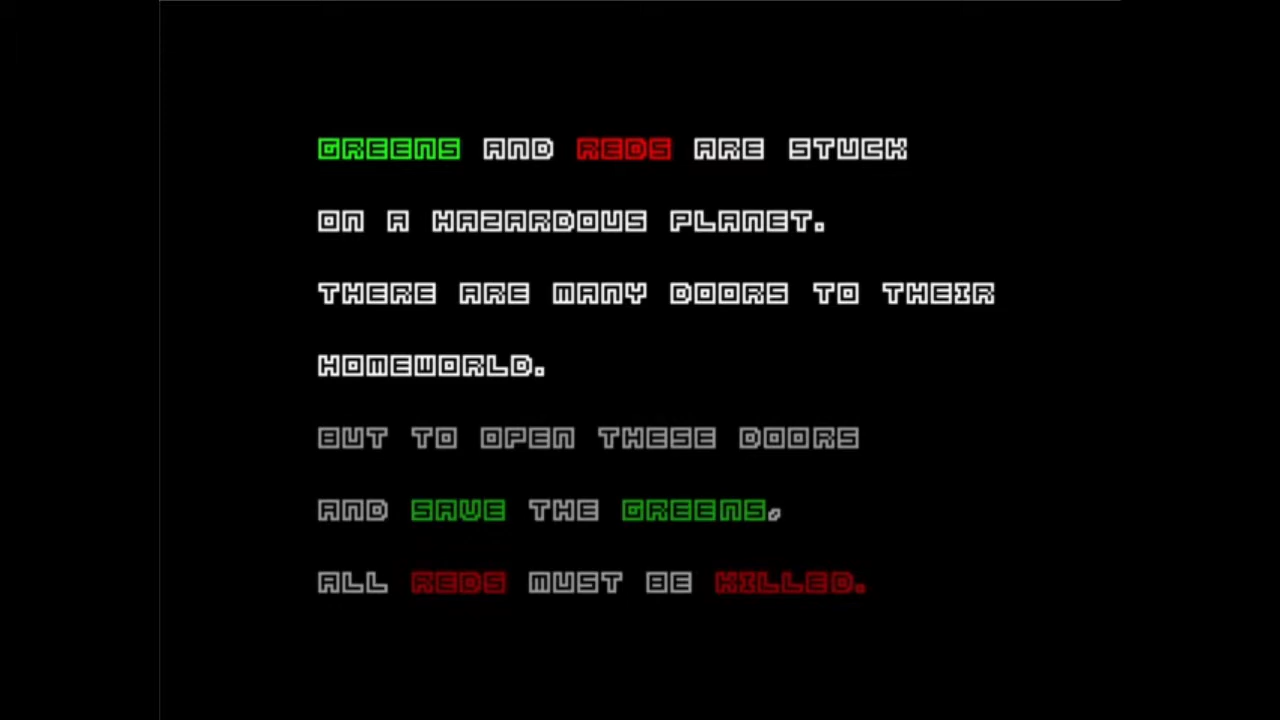 GREENS AND REDS ARE STUCK
ON A HAZARDOUS PLANET.
THERE ARE MANY DOORS TO THEIR
HOMEWORLD.
BUT TO OPEN THESE DOORS
AND SAVE THE GREENS,
ALL REDS MUST BE KILLED.